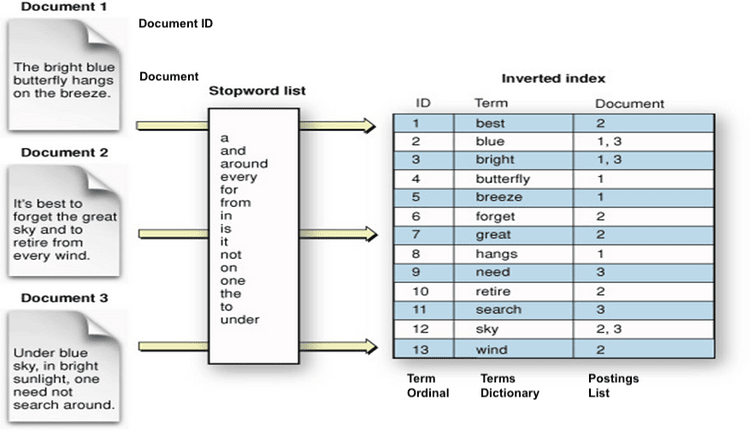 Document 1
The bright blue
butterfly hangs
on the breeze.
Document ID
Document
Document 2
It's best to
forget the great
sky and to
retire from
every wind.
Document 3
Under blue
sky, in bright
sunlight, one
need not
search around.
Stopword list
a
and
around
every
for
from
in
is
it
not
on
one
the
to
under
Inverted index
ID Term Document
1 best 2
2 blue 1, 3
3 bright 1, 3
4 butterfly 1
5 breeze 1
6 forget 2
7 great 2
8 hangs 1
9 need 3
10 retire 2
11 search 3
12 sky 2, 3
13 wind 2
Term Terms Postings
Ordinal Dictionary List